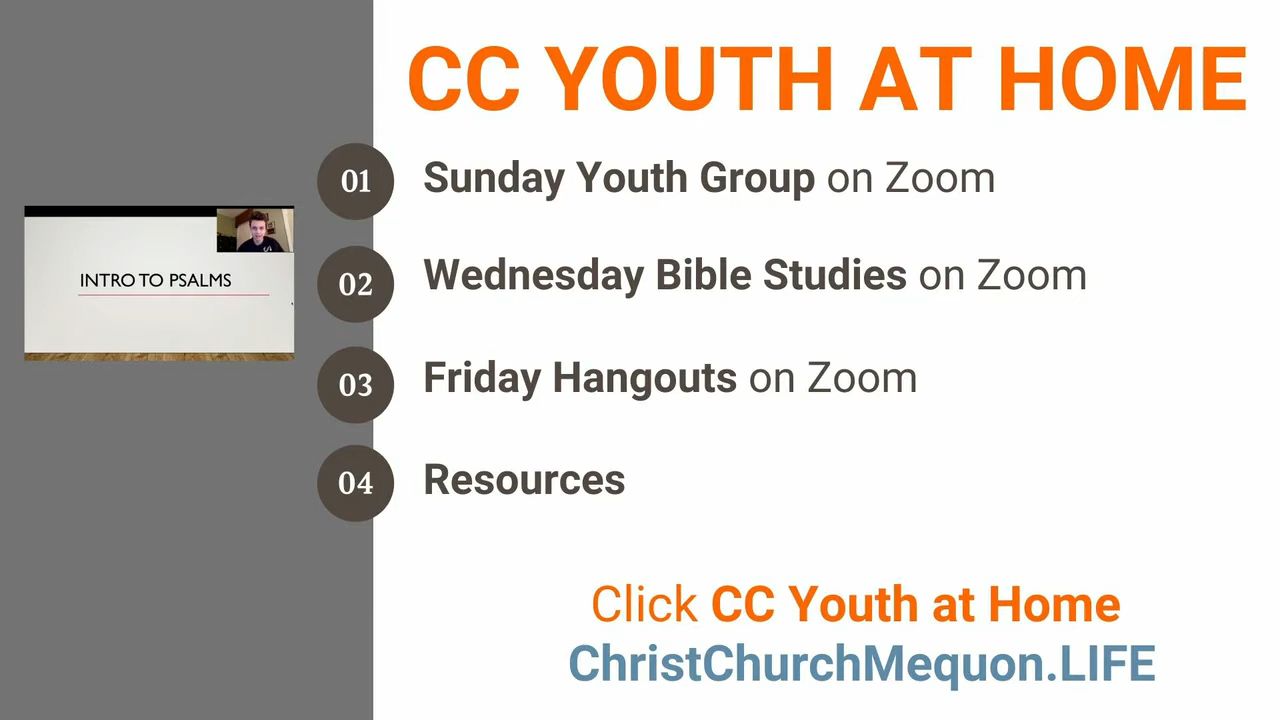 CC YOUTH AT HOME
01 Sunday Youth Group on Zoom
INTRO TO PSALMS
02 Wednesday Bible Studies on Zoom
03 Friday Hangouts on Zoom
04 Resources
Click CC Youth at Home
ChristChurchMequon.LIFE